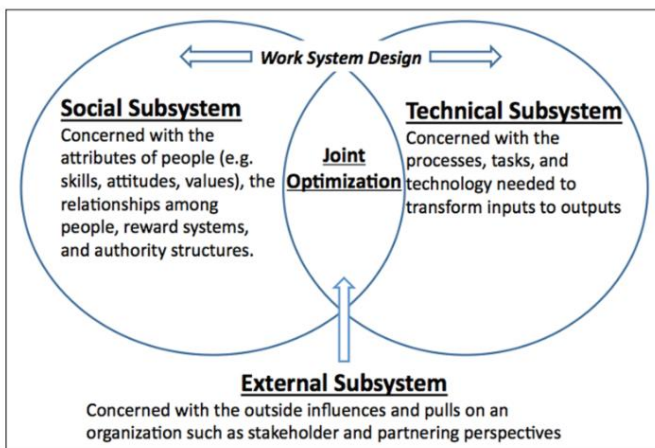 Work System Design
Social Subsystem
Concerned with the
attributes of people (e.g.
skills, attitudes, values), the
relationships among
people, reward systems,
and authority structures.
Joint
Optimization
Technical Subsystem
Concerned with the
processes, tasks, and
technology needed to
transform inputs to outputs
External Subsystem
Concerned with the outside influences and pulls on an
organization such as stakeholder and partnering perspectives